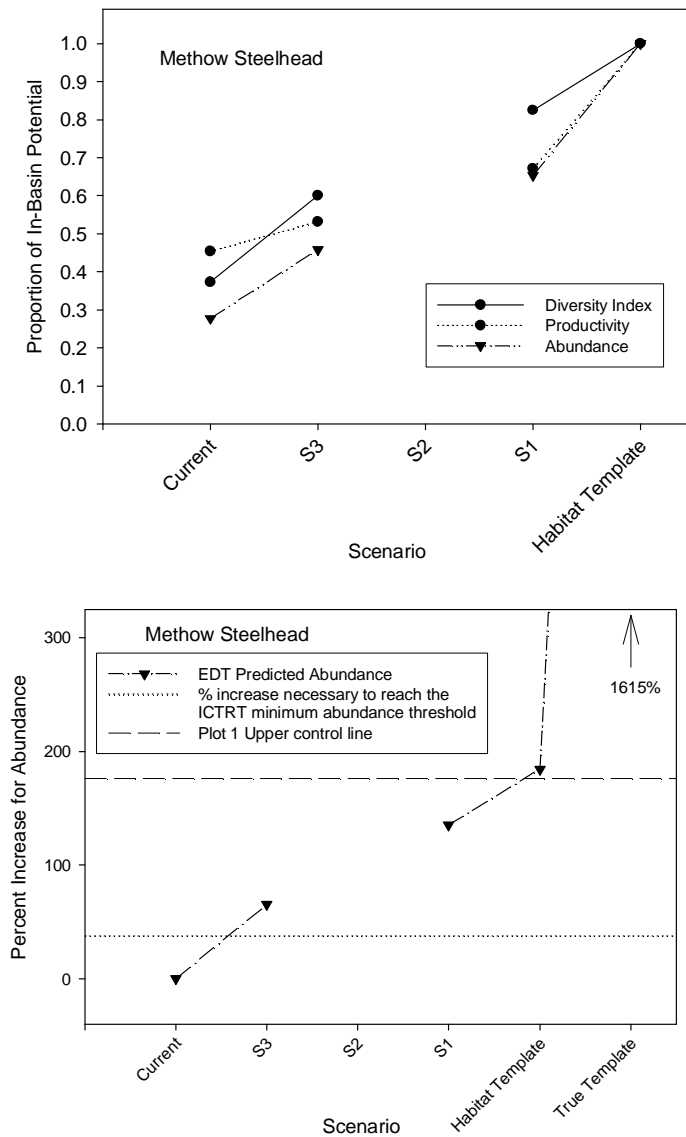 Methow Steelhead
Proportion of In-Basin Potential
1.0
0.9
0.8
0.7
0.6
0.5
0.4
0.3
0.2
0.1
0.0
Diversity Index
Productivity
Abundance
Current
S3
S2
S1
Habitat Template
Scenario
Methow Steelhead
EDT Predicted Abundance
% increase necessary to reach the
ICTRT minimum abundance threshold
Plot 1 Upper control line
1615%
Percent Increase for Abundance
300
200
100
0
Current
S3
S2
S1
Habitat Template
True Template
Scenario